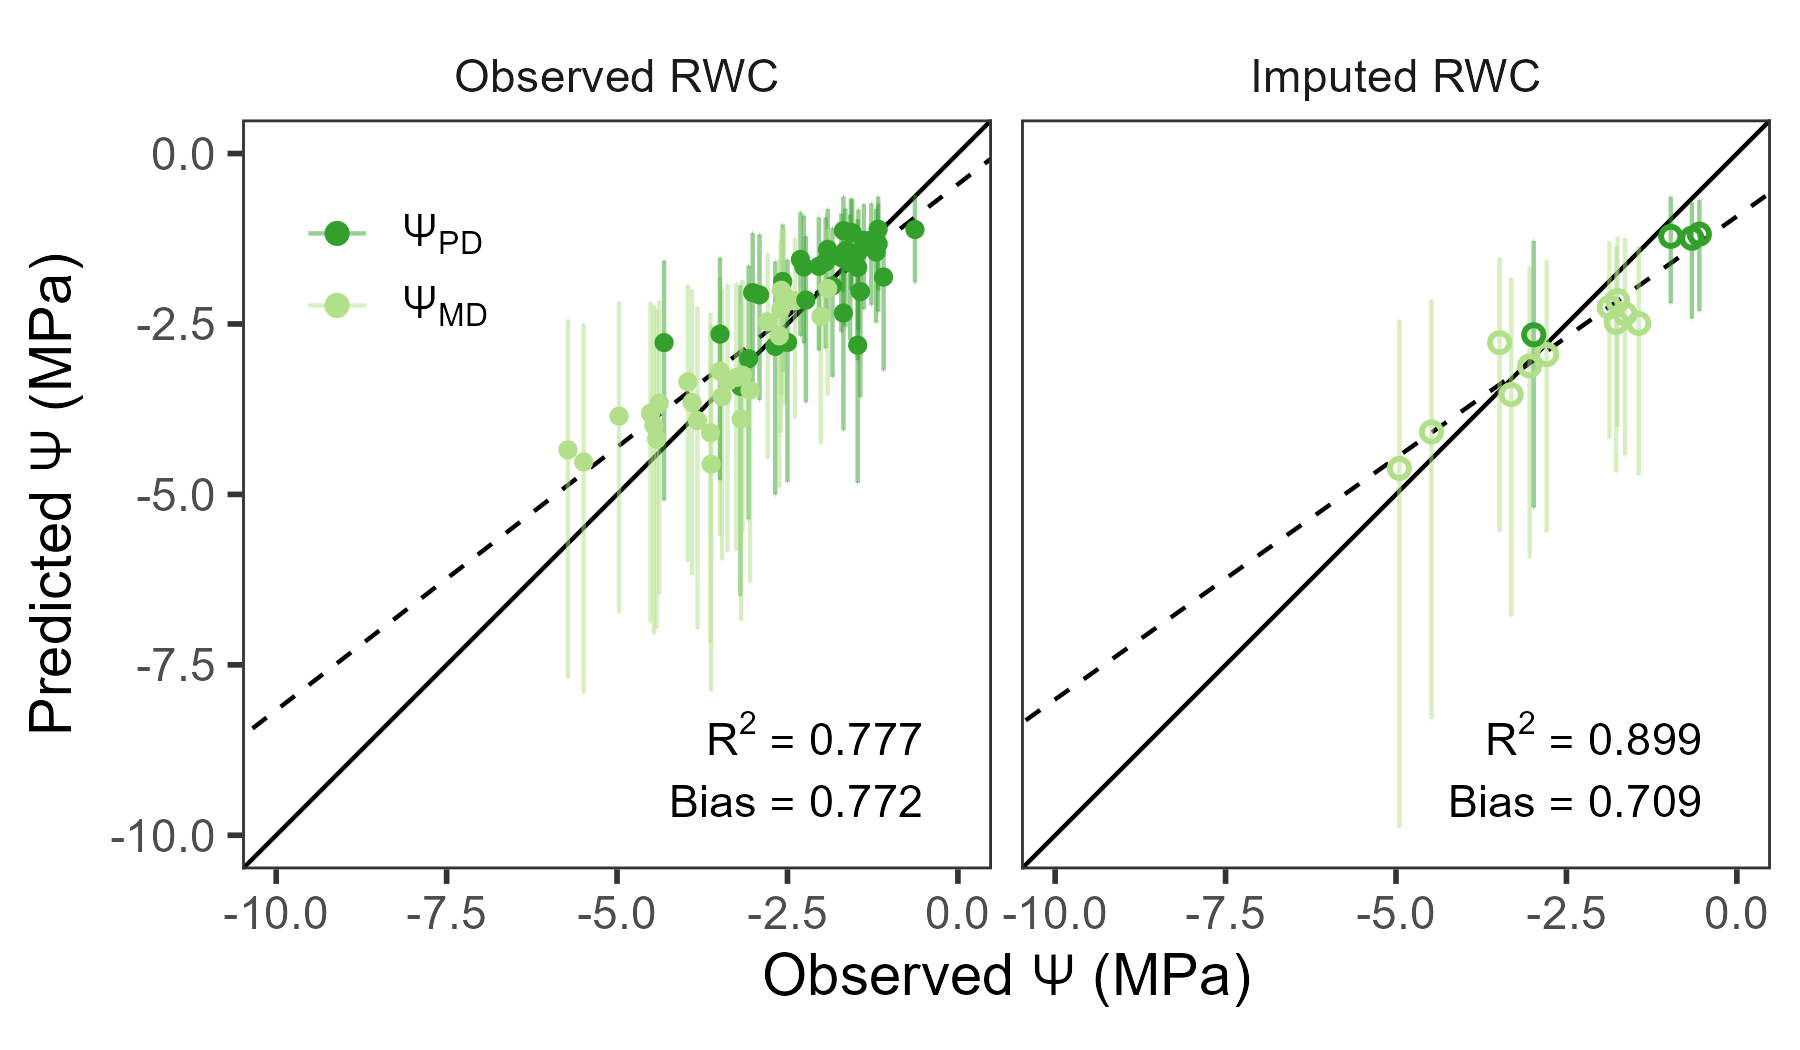 Observed RWC
Imputed RWC
Predicted Ψ (MPa)
0.0
-2.5
-5.0
-7.5
-10.0
Ψ_PD
Ψ_MD
R² = 0.777
Bias = 0.772
R² = 0.899
Bias = 0.709
-10.0 -7.5 -5.0 -2.5 0.0
-10.0 -7.5 -5.0 -2.5 0.0
Observed Ψ (MPa)